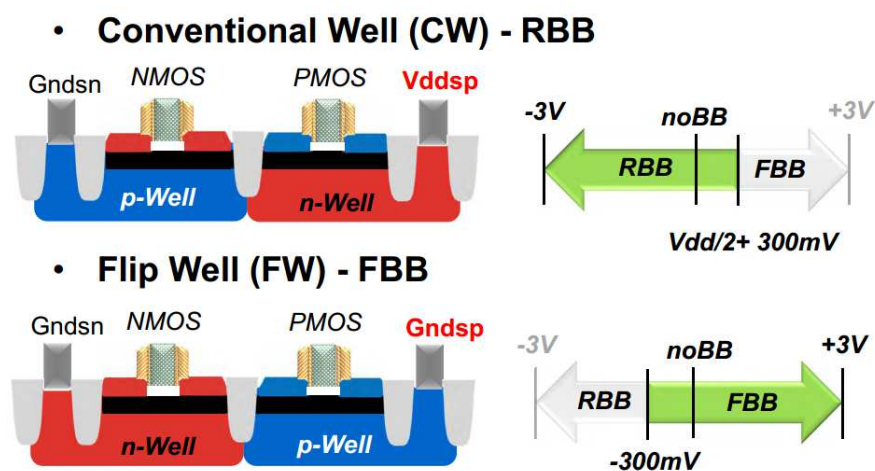 • Conventional Well (CW) - RBB
Gndsn NMOS PMOS Vddsp
-3V noBB +3V
RBB FBB
p-Well n-Well
Vdd/2+ 300mV
• Flip Well (FW) - FBB
Gndsn NMOS PMOS Gndsp
-3V noBB +3V
RBB FBB
n-Well p-Well
-300mV